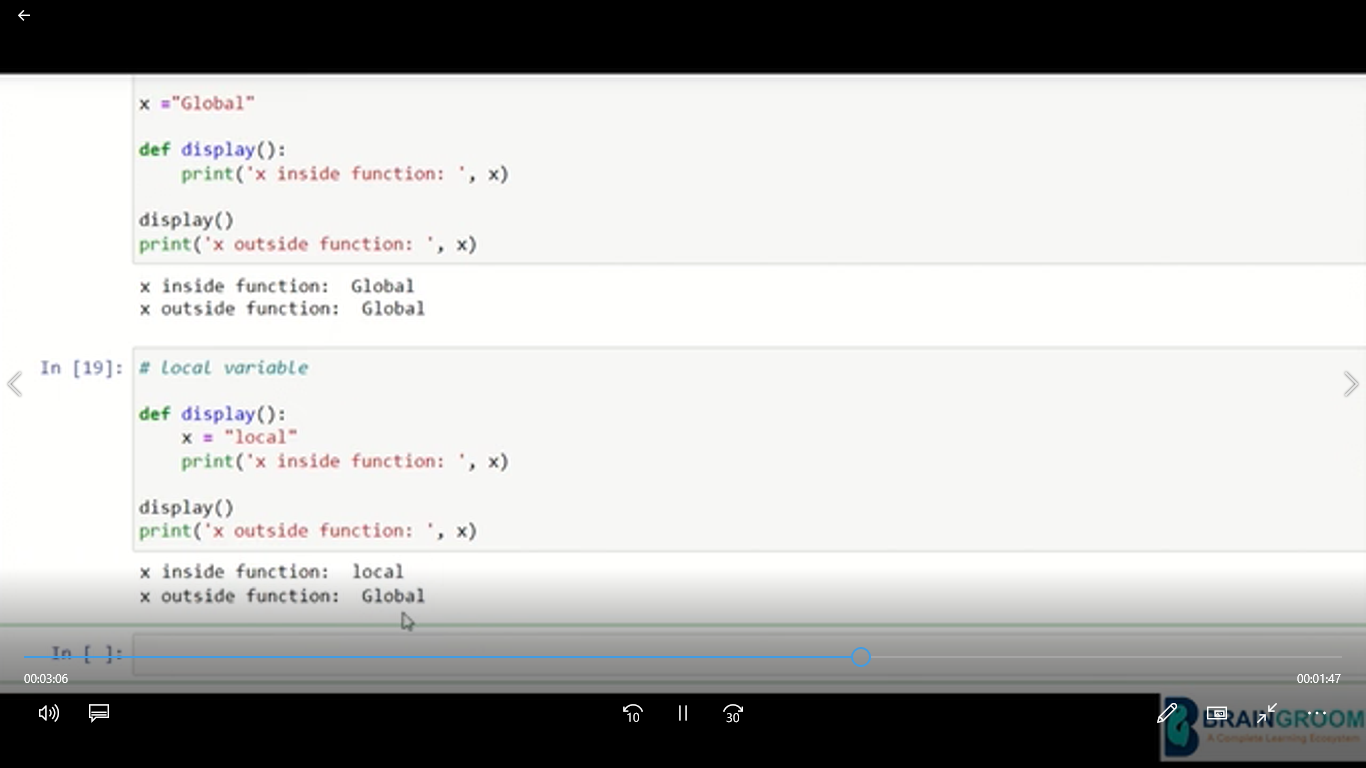 x ="Global"
def display():
    print('x inside function: ', x)
display()
print('x outside function: ', x)
x inside function:  Global
x outside function:  Global
In [19]: # local variable
def display():
    x = "local"
    print('x inside function: ', x)
display()
print('x outside function: ', x)
x inside function:  local
x outside function:  Global
In [ ]:
00:03:06 00:01:47
10 30
BRAINGROOM
A Complete Learning Ecosystem